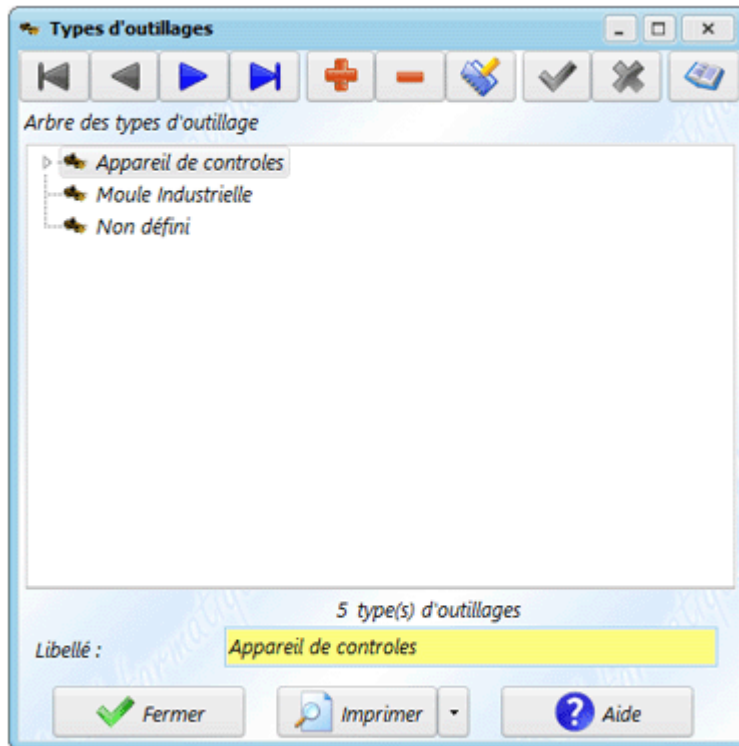 Types d'outillages
Arbre des types d'outillage
Appareil de controles
Moule Industrielle
Non défini
5 type(s) d'outillages
Libellé : Appareil de controles
Fermer Imprimer Aide